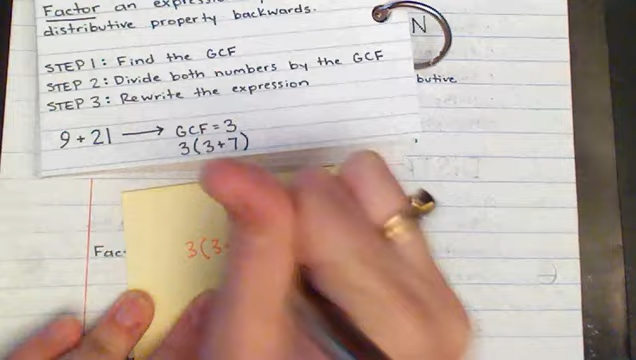 Factor an
distributive property backwards.
STEP 1: Find the GCF
STEP 2: Divide both numbers by the GCF
STEP 3: Rewrite the expression
9 + 21 → GCF = 3
3(3+7)
N
butive
Fac
3(3